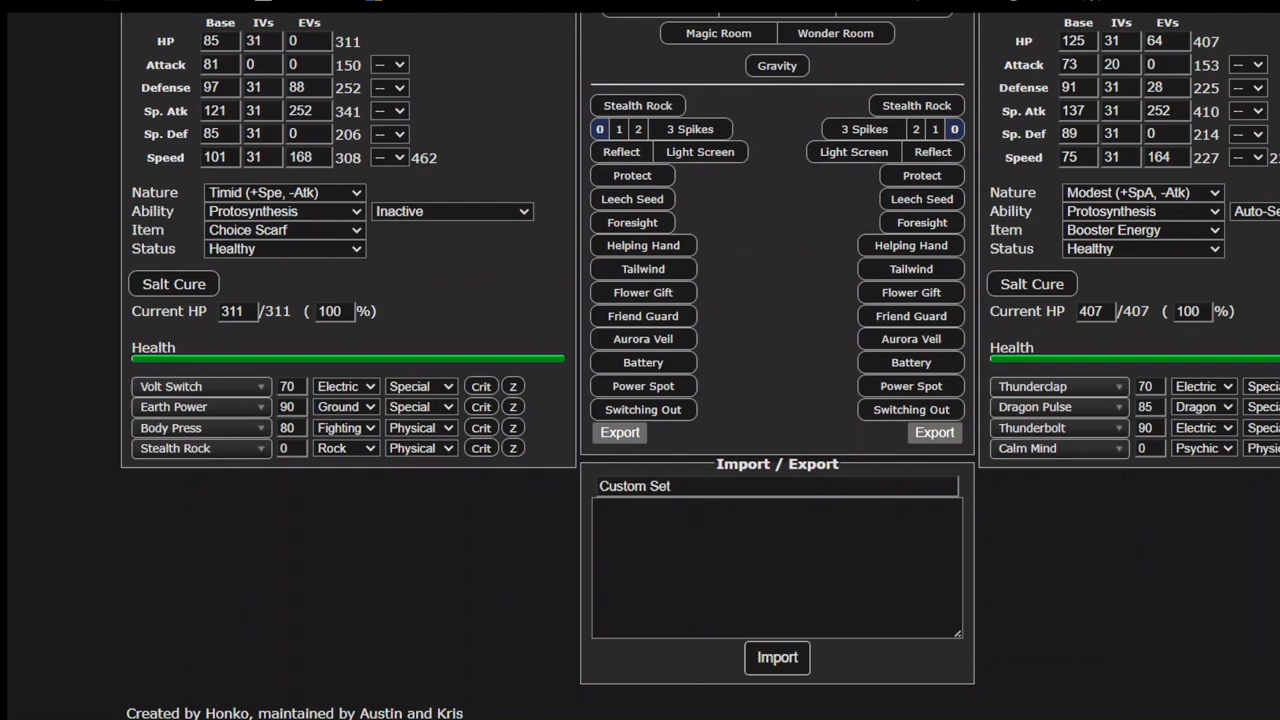 Base IVs EVs
HP 85 31 0 311
Attack 81 0 0 150 --
Defense 97 31 88 252 --
Sp. Atk 121 31 252 341 --
Sp. Def 85 31 0 206 --
Speed 101 31 168 308 -- 462
Nature Timid (+Spe, -Atk)
Ability Protosynthesis Inactive
Item Choice Scarf
Status Healthy
Salt Cure
Current HP 311 /311 ( 100 %)
Health
Volt Switch 70 Electric Special Crit Z
Earth Power 90 Ground Special Crit Z
Body Press 80 Fighting Physical Crit Z
Stealth Rock 0 Rock Physical Crit Z
Magic Room Wonder Room
Gravity
Stealth Rock Stealth Rock
0 1 2 3 Spikes 3 Spikes 2 1 0
Reflect Light Screen Light Screen Reflect
Protect Protect
Leech Seed Leech Seed
Foresight Foresight
Helping Hand Helping Hand
Tailwind Tailwind
Flower Gift Flower Gift
Friend Guard Friend Guard
Aurora Veil Aurora Veil
Battery Battery
Power Spot Power Spot
Switching Out Switching Out
Export Export
Import / Export
Custom Set
Import
Base IVs EVs
HP 125 31 64 407
Attack 73 20 0 153 --
Defense 91 31 28 225 --
Sp. Atk 137 31 252 410 --
Sp. Def 89 31 0 214 --
Speed 75 31 164 227 --
Nature Modest (+SpA, -Atk)
Ability Protosynthesis Auto-Se
Item Booster Energy
Status Healthy
Salt Cure
Current HP 407 /407 ( 100 %)
Health
Thunderclap 70 Electric Speci
Dragon Pulse 85 Dragon Speci
Thunderbolt 90 Electric Speci
Calm Mind 0 Psychic Physi
Created by Honko, maintained by Austin and Kris